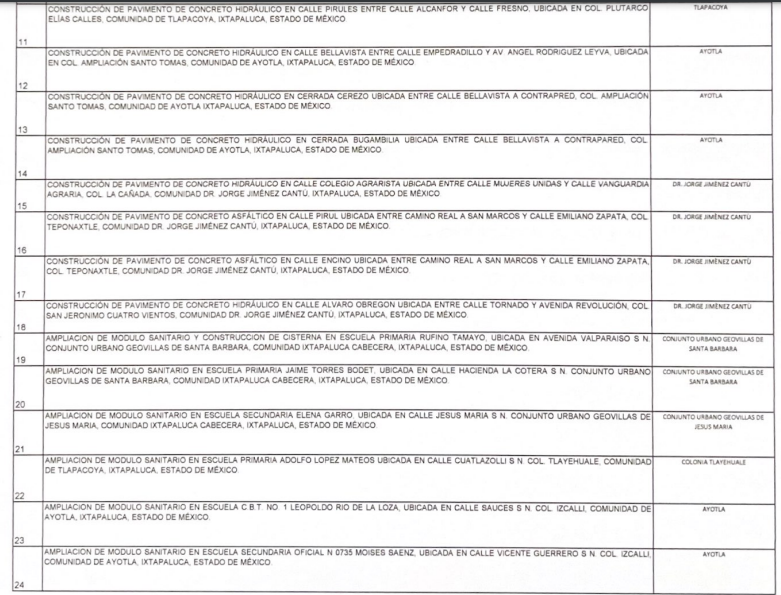 CONSTRUCCIÓN DE PAVIMENTO DE CONCRETO HIDRÁULICO EN CALLE PIRULES ENTRE CALLE ALCANFOR Y CALLE FRESNO, UBICADA EN COL. PLUTARCO
ELÍAS CALLES, COMUNIDAD DE TLAPACOYA, IXTAPALUCA, ESTADO DE MÉXICO
TLAPACOYA
11
CONSTRUCCIÓN DE PAVIMENTO DE CONCRETO HIDRÁULICO EN CALLE BELLAVISTA ENTRE CALLE EMPEDRADILLO Y AV ANGEL RODRIGUEZ LEYVA, UBICADA
EN COL. AMPLIACIÓN SANTO TOMAS, COMUNIDAD DE AYOTLA, IXTAPALUCA, ESTADO DE MÉXICO
AYOTLA
12
CONSTRUCCIÓN DE PAVIMENTO DE CONCRETO HIDRÁULICO EN CERRADA CEREZO UBICADA ENTRE CALLE BELLAVISTA A CONTRAPRED, COL. AMPLIACIÓN
SANTO TOMAS, COMUNIDAD DE AYOTLA IXTAPALUCA, ESTADO DE MÉXICO
AYOTLA
13
CONSTRUCCIÓN DE PAVIMENTO DE CONCRETO HIDRÁULICO EN CERRADA BUGAMBILIA UBICADA ENTRE CALLE BELLAVISTA A CONTRAPARED, COL
AMPLIACIÓN SANTO TOMAS, COMUNIDAD DE AYOTLA, IXTAPALUCA, ESTADO DE MÉXICO
AYOTLA
14
CONSTRUCCIÓN DE PAVIMENTO DE CONCRETO HIDRÁULICO EN CALLE COLEGIO AGRARISTA UBICADA ENTRE CALLE MUJERES UNIDAS Y CALLE VANGUARDIA
AGRARIA, COL. LA CAÑADA, COMUNIDAD DR. JORGE JIMÉNEZ CANTÚ, IXTAPALUCA, ESTADO DE MÉXICO.
DR. JORGE JIMÉNEZ CANTÚ
15
CONSTRUCCIÓN DE PAVIMENTO DE CONCRETO ASFÁLTICO EN CALLE PIRUL UBICADA ENTRE CAMINO REAL A SAN MARCOS Y CALLE EMILIANO ZAPATA, COL.
TEPONAXTLE, COMUNIDAD DR. JORGE JIMÉNEZ CANTÚ, IXTAPALUCA, ESTADO DE MÉXICO
DR. JORGE JIMÉNEZ CANTÚ
16
CONSTRUCCIÓN DE PAVIMENTO DE CONCRETO ASFÁLTICO EN CALLE ENCINO UBICADA ENTRE CAMINO REAL A SAN MARCOS Y CALLE EMILIANO ZAPATA,
COL. TEPONAXTLE, COMUNIDAD DR. JORGE JIMÉNEZ CANTÚ, IXTAPALUCA, ESTADO DE MÉXICO
DR. JORGE JIMÉNEZ CANTÚ
17
CONSTRUCCIÓN DE PAVIMENTO DE CONCRETO HIDRÁULICO EN CALLE ALVARO OBREGON UBICADA ENTRE CALLE TORNADO Y AVENIDA REVOLUCIÓN, COL.
SAN JERONIMO CUATRO VIENTOS, COMUNIDAD DR. JORGE JIMÉNEZ CANTÚ, IXTAPALUCA, ESTADO DE MÉXICO.
DR. JORGE JIMÉNEZ CANTÚ
18
AMPLIACION DE MODULO SANITARIO Y CONSTRUCCION DE CISTERNA EN ESCUELA PRIMARIA RUFINO TAMAYO, UBICADA EN AVENIDA VALPARAISO S N.
CONJUNTO URBANO GEOVILLAS DE SANTA BARBARA, COMUNIDAD IXTAPALUCA CABECERA, IXTAPALUCA, ESTADO DE MÉXICO.
CONJUNTO URBANO GEOVILLAS DE
SANTA BARBARA
19
AMPLIACION DE MODULO SANITARIO EN ESCUELA PRIMARIA JAIME TORRES BODET, UBICADA EN CALLE HACIENDA LA COTERA S N. CONJUNTO URBANO
GEOVILLAS DE SANTA BARBARA, COMUNIDAD IXTAPALUCA CABECERA, IXTAPALUCA, ESTADO DE MÉXICO.
CONJUNTO URBANO GEOVILLAS DE
SANTA BARBARA
20
AMPLIACION DE MODULO SANITARIO EN ESCUELA SECUNDARIA ELENA GARRO. UBICADA EN CALLE JESUS MARIA S N. CONJUNTO URBANO GEOVILLAS DE
JESUS MARIA, COMUNIDAD IXTAPALUCA CABECERA, IXTAPALUCA, ESTADO DE MÉXICO.
CONJUNTO URBANO GEOVILLAS DE
JESUS MARIA
21
AMPLIACION DE MODULO SANITARIO EN ESCUELA PRIMARIA ADOLFO LOPEZ MATEOS UBICADA EN CALLE CUATLAZOLLI S N. COL. TLAYEHUALE, COMUNIDAD
DE TLAPACOYA, IXTAPALUCA, ESTADO DE MÉXICO
COLONIA TLAYEHUALE
22
AMPLIACION DE MODULO SANITARIO EN ESCUELA C.B.T. NO. 1 LEOPOLDO RIO DE LA LOZA, UBICADA EN CALLE SAUCES S N. COL. IZCALLI, COMUNIDAD DE
AYOTLA, IXTAPALUCA, ESTADO DE MÉXICO.
AYOTLA
23
AMPLIACION DE MODULO SANITARIO EN ESCUELA SECUNDARIA OFICIAL N 0735 MOISES SAENZ, UBICADA EN CALLE VICENTE GUERRERO S N. COL. IZCALLI,
COMUNIDAD DE AYOTLA, IXTAPALUCA, ESTADO DE MÉXICO
AYOTLA
24